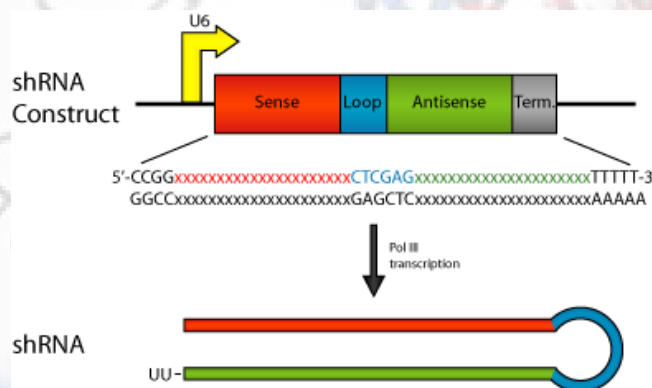 U6
shRNA
Construct
Sense Loop Antisense Term.
5'-CCGGxxxxxxxxxxxxxxxxxxxxxCTCGAGxxxxxxxxxxxxxxxxxxxxxTTTTT-3
GGCCxxxxxxxxxxxxxxxxxxxxxGAGCTCxxxxxxxxxxxxxxxxxxxxxAAAAA
Pol III
transcription
shRNA
UU-